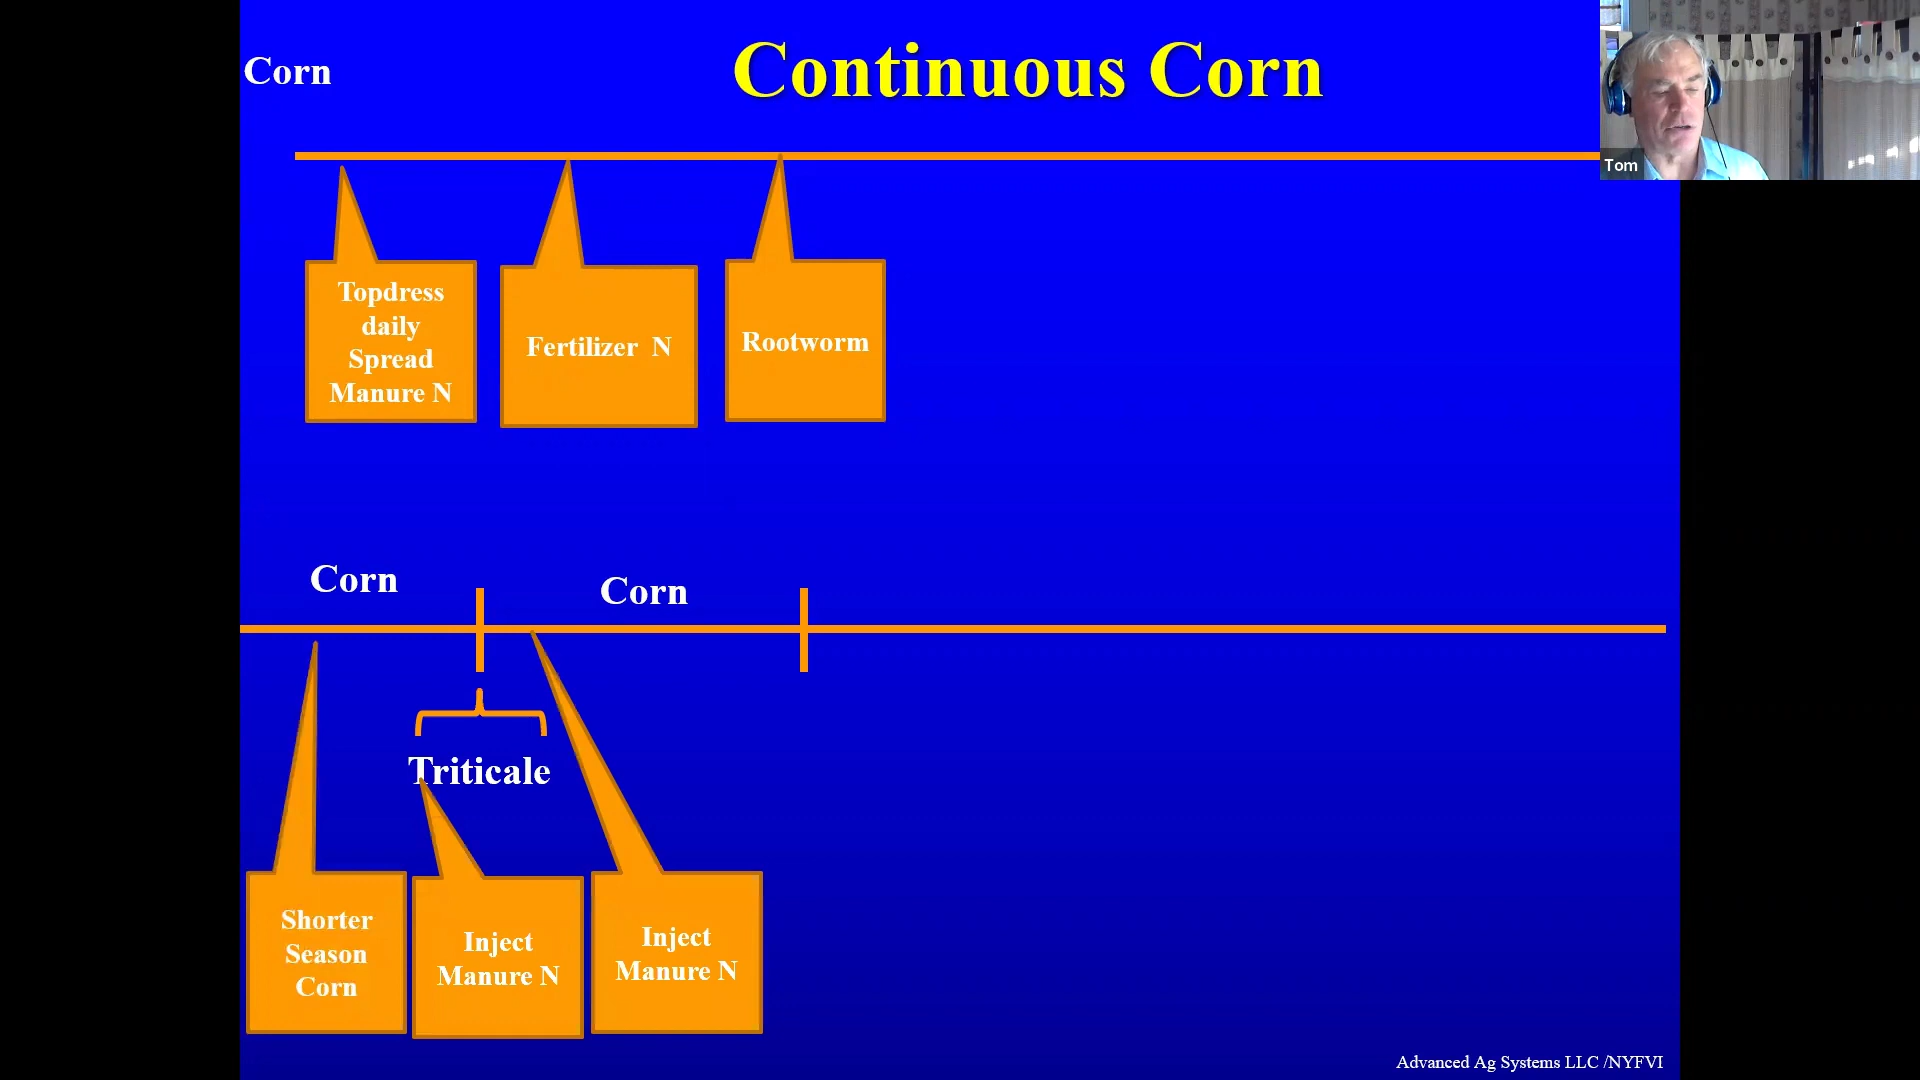 Corn
Continuous Corn
Tom
Topdress
daily
Spread
Manure N
Fertilizer N
Rootworm
Corn
Corn
Triticale
Shorter
Season
Corn
Inject
Manure N
Inject
Manure N
Advanced Ag Systems LLC /NYFVI